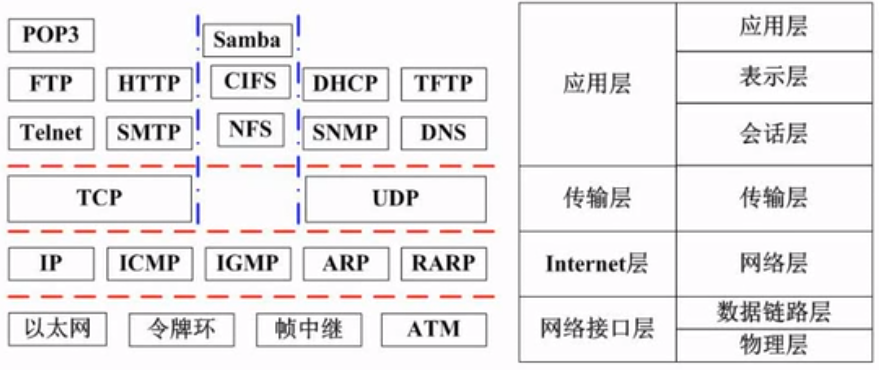 POP3 Samba
FTP HTTP CIFS DHCP TFTP
Telnet SMTP NFS SNMP DNS
TCP UDP
IP ICMP IGMP ARP RARP
以太网 令牌环 帧中继 ATM
应用层 应用层
表示层
会话层
传输层 传输层
Internet层 网络层
网络接口层 数据链路层
物理层